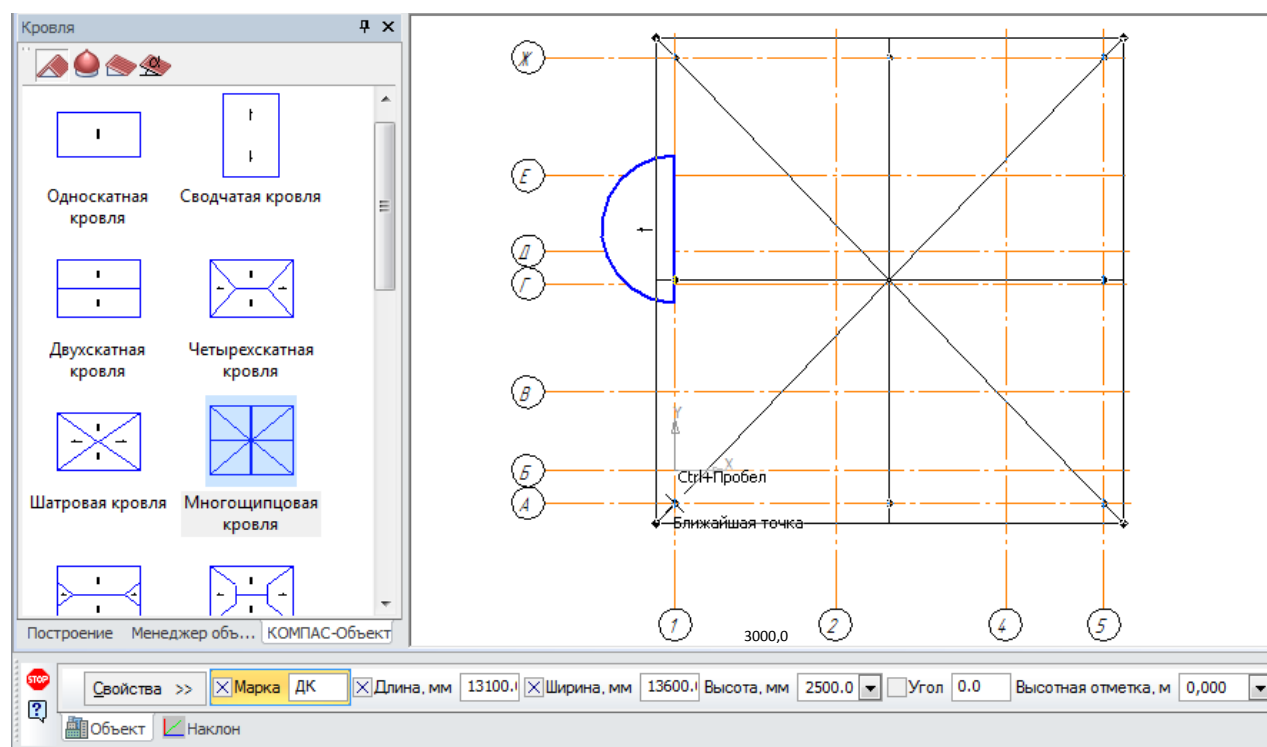 Кровля
Односкатная
кровля
Сводчатая кровля
Двухскатная
кровля
Четырехскатная
кровля
Шатровая кровля
Многощипцовая
кровля
Построение Менеджер объ... КОМПАС-Объект
Ж
Е
Д
Г
В
Б
А
Y
X
Ctrl+Пробел
Ближайшая точка
1
3000,0
2
4
5
STOP
Свойства >> Марка ДК Длина, мм 13100. Ширина, мм 13600. Высота, мм 2500.0 Угол 0.0 Высотная отметка, м 0,000
Объект Наклон